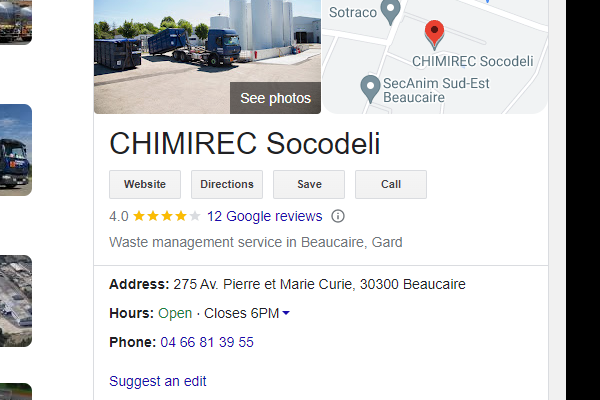 Sotraco
CHIMIREC Socodeli
SecAnim Sud-Est
Beaucaire
See photos
CHIMIREC Socodeli
Website
Directions
Save
Call
4.0 12 Google reviews
Waste management service in Beaucaire, Gard
Address: 275 Av. Pierre et Marie Curie, 30300 Beaucaire
Hours: Open · Closes 6PM
Phone: 04 66 81 39 55
Suggest an edit